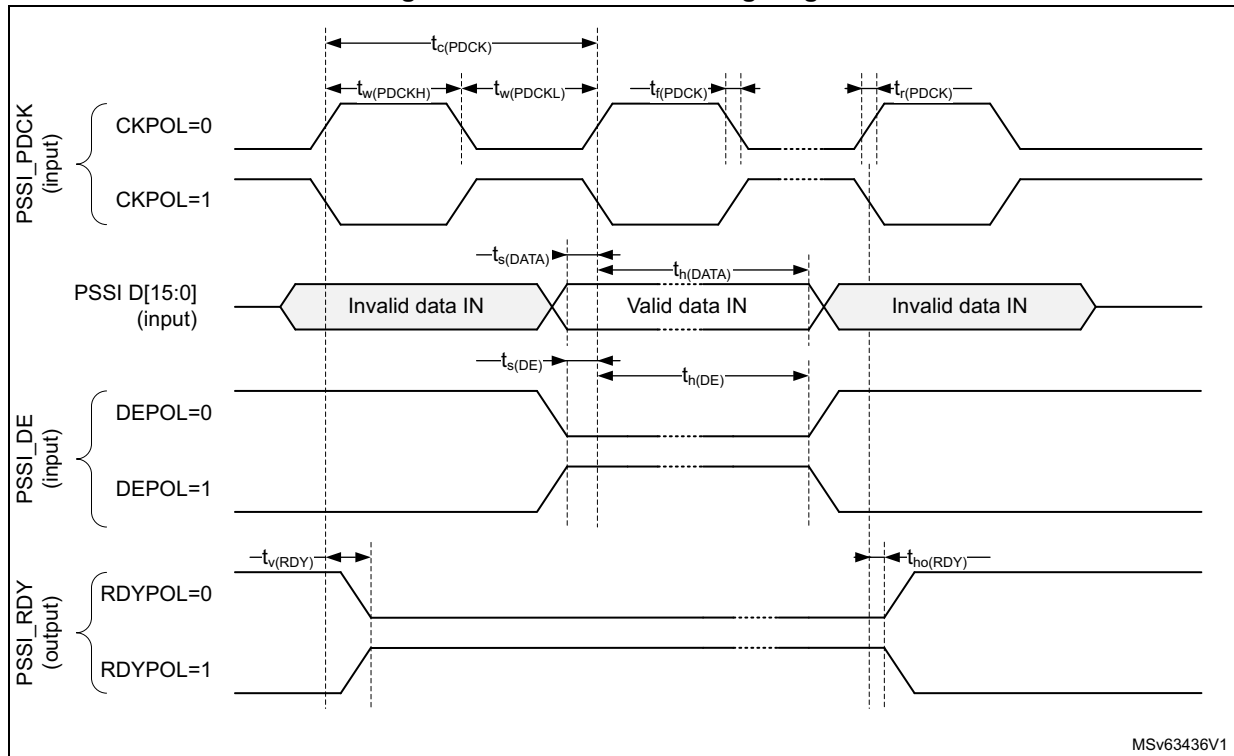 tc(PDCK)
tw(PDCKH) tw(PDCKL) tf(PDCK) tr(PDCK)
PSSI_PDCK
(input)
CKPOL=0
CKPOL=1
ts(DATA)
th(DATA)
PSSI D[15:0]
(input)
Invalid data IN Valid data IN Invalid data IN
ts(DE)
th(DE)
PSSI_DE
(input)
DEPOL=0
DEPOL=1
tv(RDY) tho(RDY)
PSSI_RDY
(output)
RDYPOL=0
RDYPOL=1
MSv63436V1